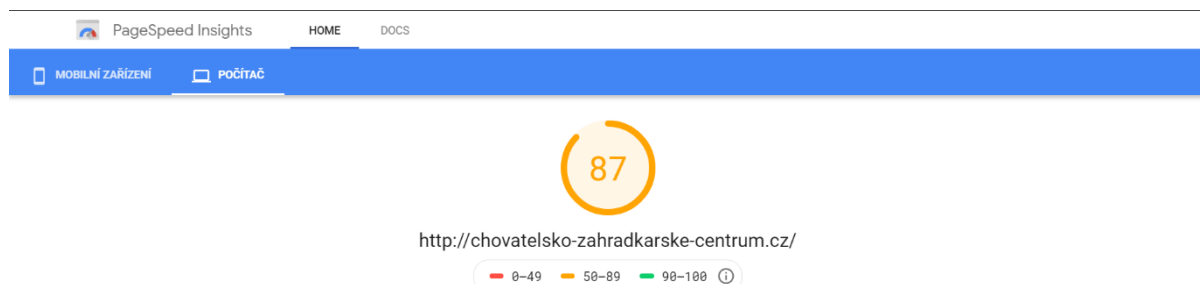 PageSpeed Insights HOME DOCS
MOBILNÍ ZAŘÍZENÍ POČÍTAČ
87
http://chovatelsko-zahradkarske-centrum.cz/
0–49 50–89 90–100